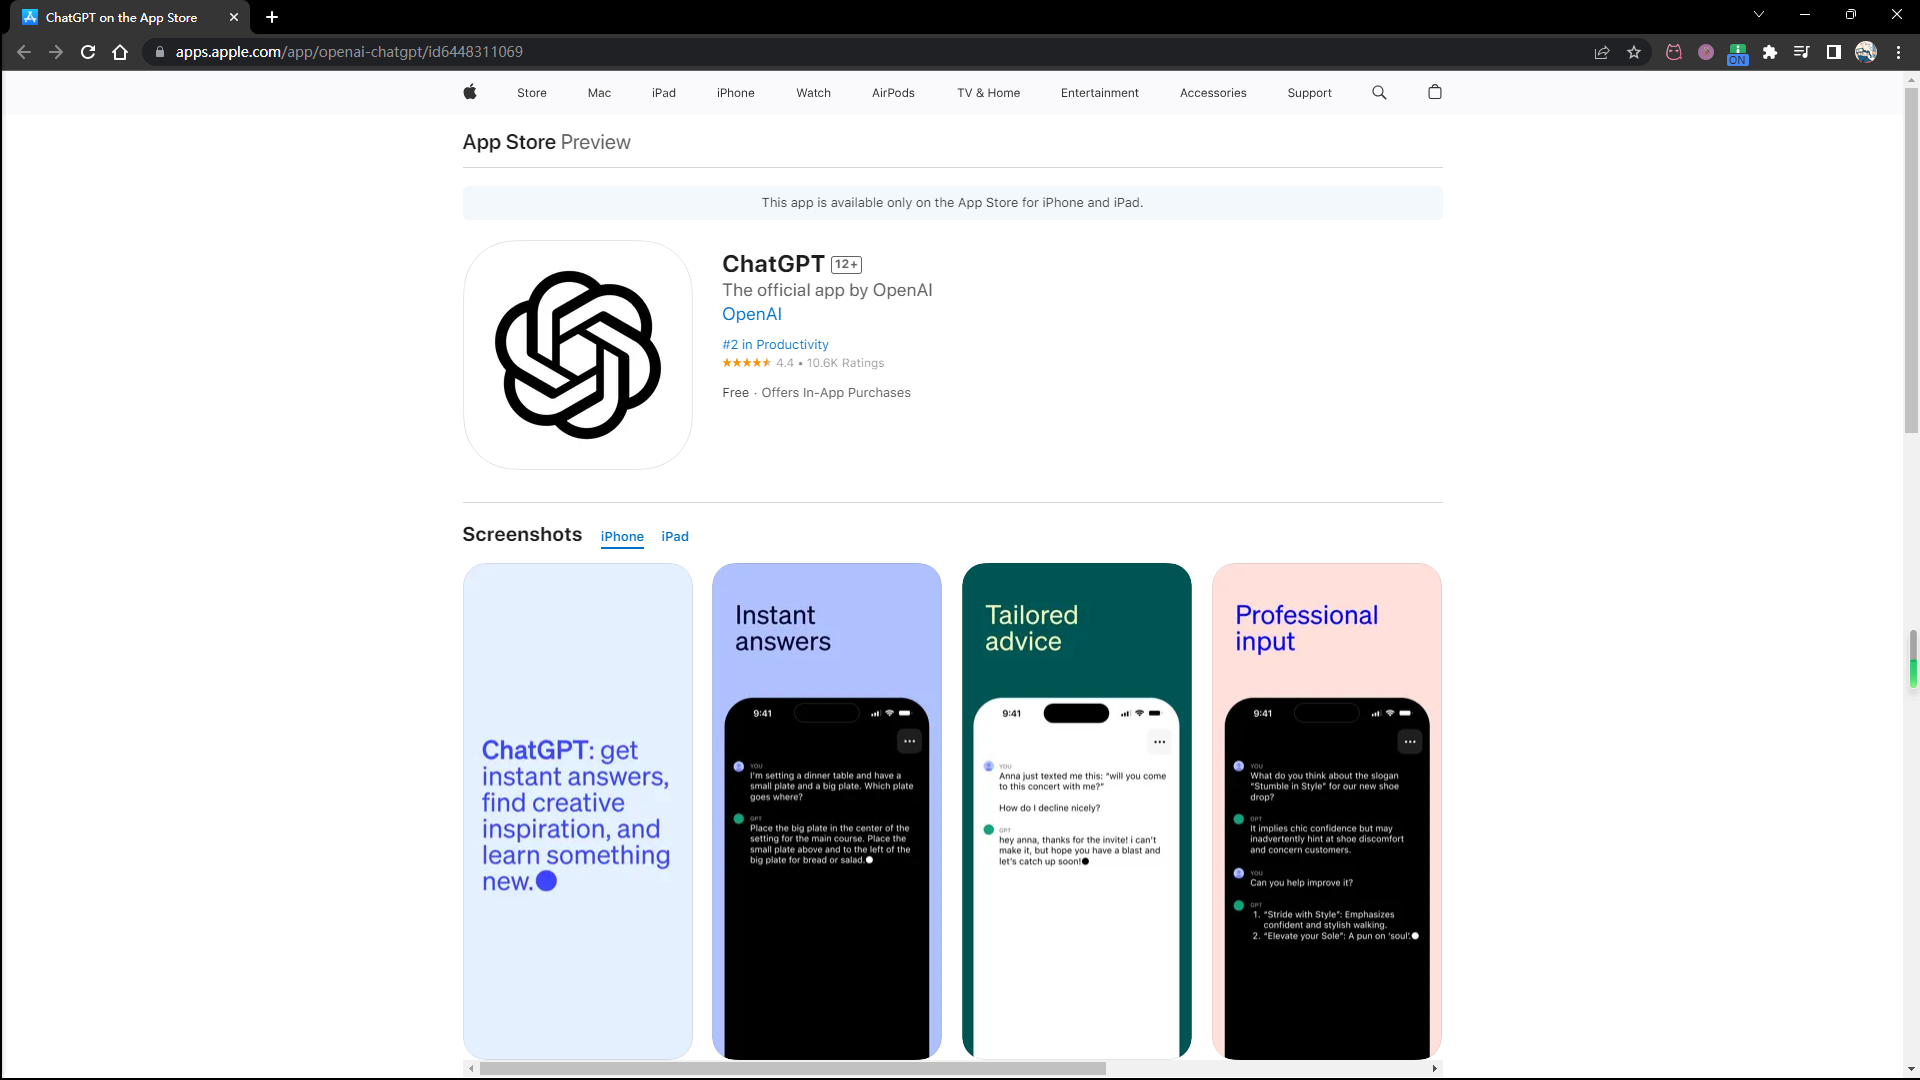 ChatGPT on the App Store
apps.apple.com/app/openai-chatgpt/id6448311069
ON
Store Mac iPad iPhone Watch AirPods TV & Home Entertainment Accessories Support
App Store Preview
This app is available only on the App Store for iPhone and iPad.
ChatGPT 12+
The official app by OpenAI
OpenAI
#2 in Productivity
4.4 • 10.6K Ratings
Free · Offers In-App Purchases
Screenshots iPhone iPad
ChatGPT: get
instant answers,
find creative
inspiration, and
learn something
new.
Instant
answers
9:41
YOU
I'm setting a dinner table and have a
small plate and a big plate. Which plate
goes where?
GPT
Place the big plate in the center of the
setting for the main course. Place the
small plate above and to the left of the
big plate for bread or salad.
Tailored
advice
9:41
YOU
Anna just texted me this: "will you come
to this concert with me?"
How do I decline nicely?
GPT
hey anna, thanks for the invite! i can't
make it, but hope you have a blast and
let's catch up soon!
Professional
input
9:41
YOU
What do you think about the slogan
"Stumble in Style" for our new shoe
drop?
GPT
It implies chic confidence but may
inadvertently hint at shoe discomfort
and concern customers.
YOU
Can you help improve it?
GPT
1. "Stride with Style": Emphasizes
confident and stylish walking.
2. "Elevate your Sole": A pun on 'soul'.